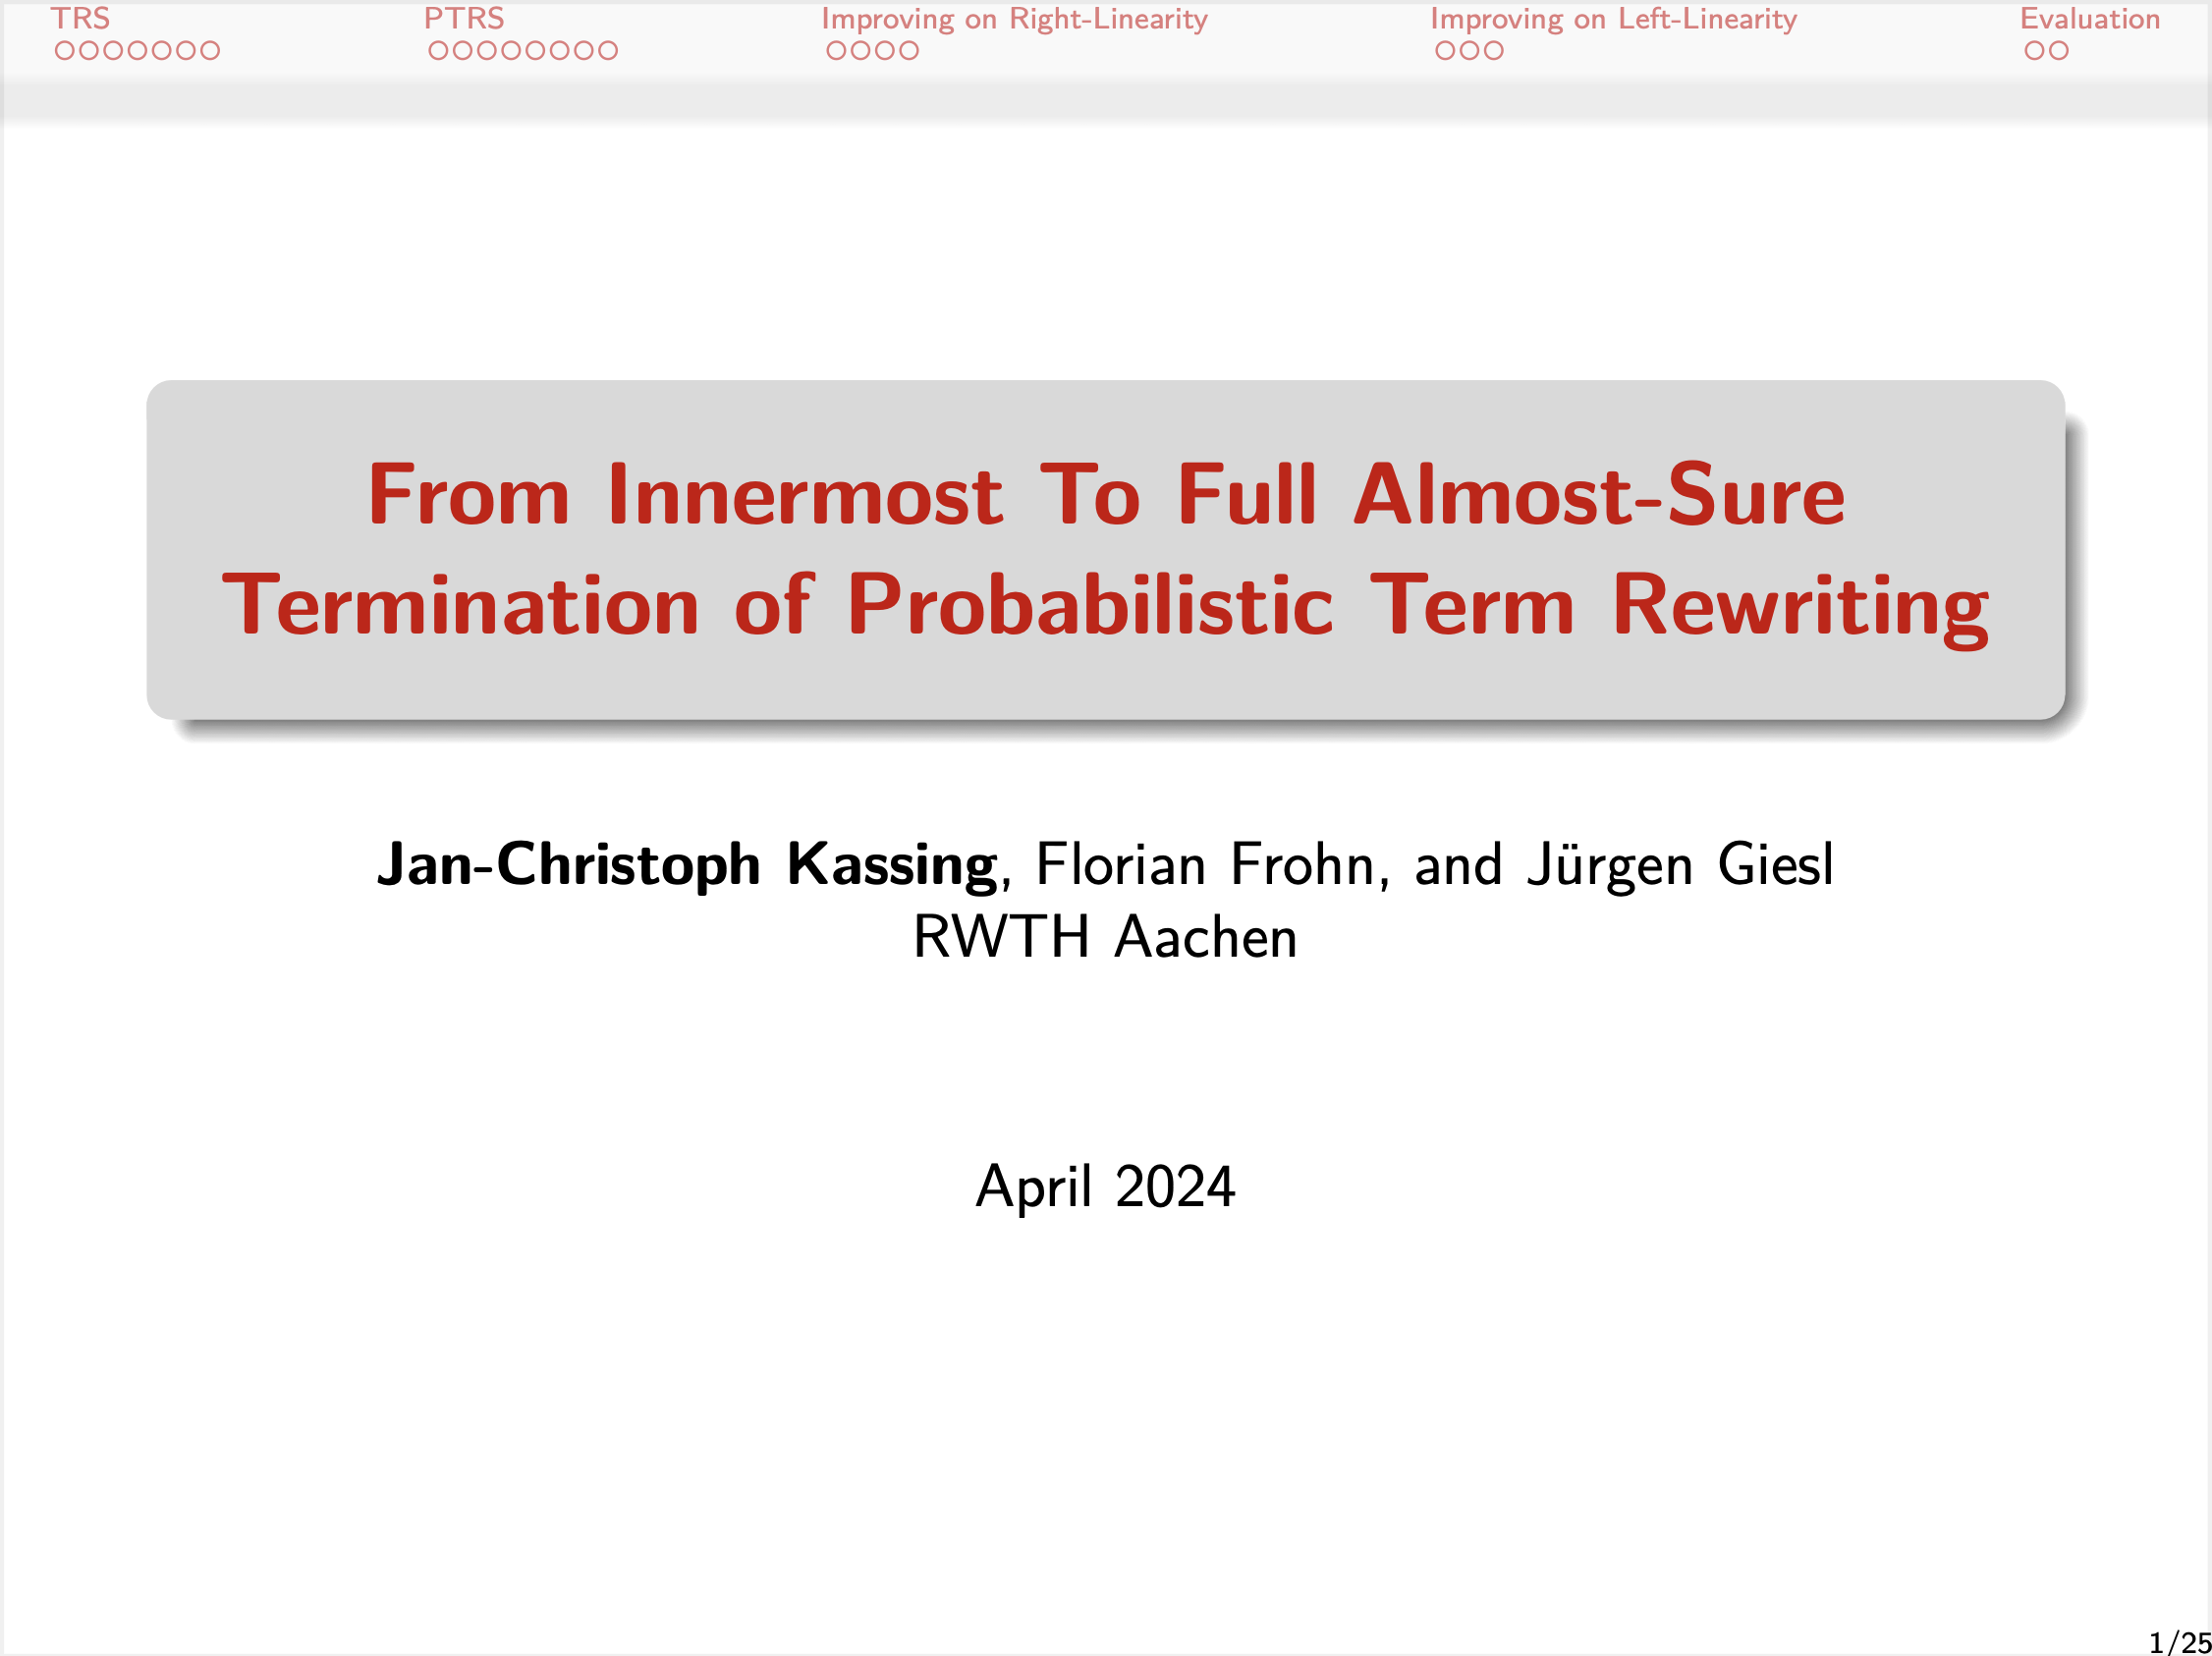 TRS PTRS Improving on Right-Linearity Improving on Left-Linearity Evaluation
From Innermost To Full Almost-Sure
Termination of Probabilistic Term Rewriting
Jan-Christoph Kassing, Florian Frohn, and Jürgen Giesl
RWTH Aachen
April 2024
1/25